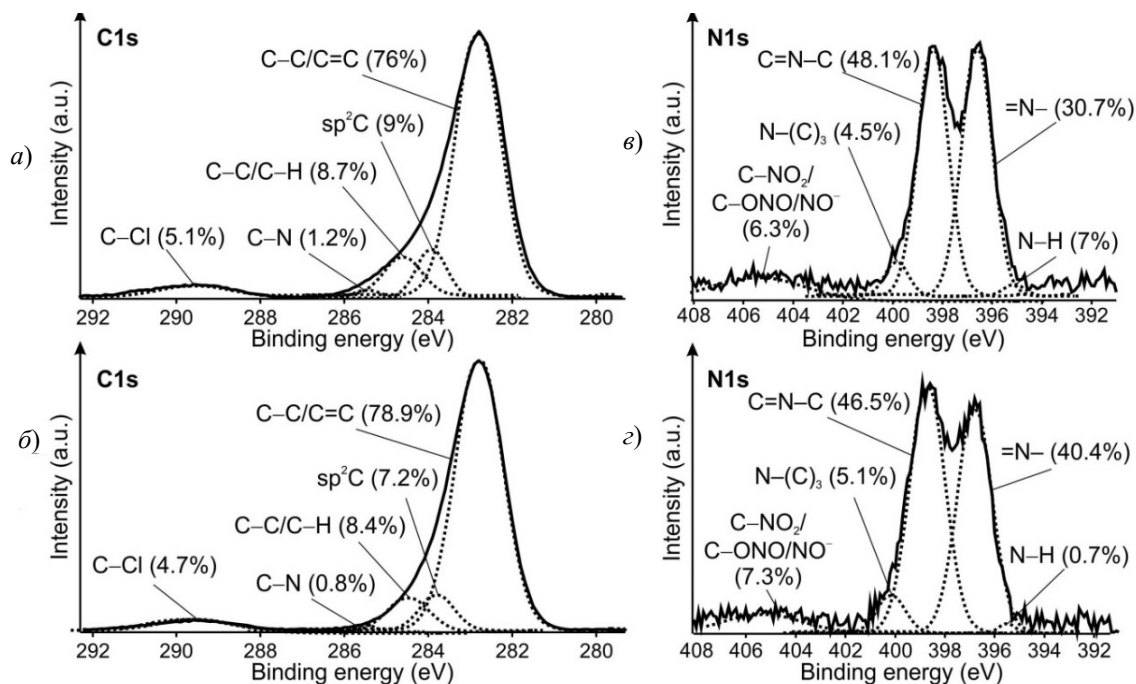 а)
C1s
C–C/C=C (76%)
sp²C (9%)
C–C/C–H (8.7%)
C–N (1.2%)
C–Cl (5.1%)
Intensity (a.u.)
292 290 288 286 284 282 280
Binding energy (eV)
в)
N1s
C=N–C (48.1%)
=N– (30.7%)
N–(C)₃ (4.5%)
C–NO₂/
C–ONO/NO⁻
(6.3%)
N–H (7%)
Intensity (a.u.)
408 406 404 402 400 398 396 394 392
Binding energy (eV)
б)
C1s
C–C/C=C (78.9%)
sp²C (7.2%)
C–C/C–H (8.4%)
C–Cl (4.7%)
C–N (0.8%)
Intensity (a.u.)
292 290 288 286 284 282 280
Binding energy (eV)
г)
N1s
C=N–C (46.5%)
=N– (40.4%)
N–(C)₃ (5.1%)
C–NO₂/
C–ONO/NO⁻
(7.3%)
N–H (0.7%)
Intensity (a.u.)
408 406 404 402 400 398 396 394 392
Binding energy (eV)